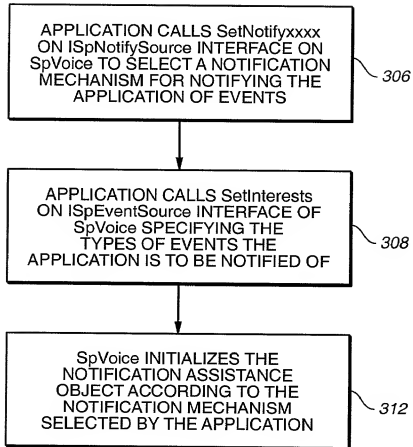 APPLICATION CALLS SetNotifyxxxx
ON ISpNotifySource INTERFACE ON
SpVoice TO SELECT A NOTIFICATION
MECHANISM FOR NOTIFYING THE
APPLICATION OF EVENTS
306
APPLICATION CALLS SetInterests
ON ISpEventSource INTERFACE OF
SpVoice SPECIFYING THE
TYPES OF EVENTS THE
APPLICATION IS TO BE NOTIFIED OF
308
SpVoice INITIALIZES THE
NOTIFICATION ASSISTANCE
OBJECT ACCORDING TO THE
NOTIFICATION MECHANISM
SELECTED BY THE APPLICATION
312